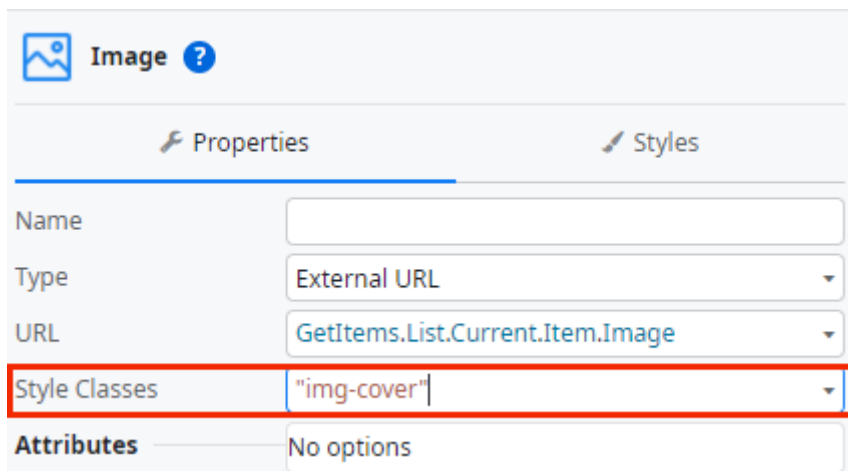 Image ?
Properties Styles
Name
Type External URL
URL GetItems.List.Current.Item.Image
Style Classes "img-cover"
Attributes No options